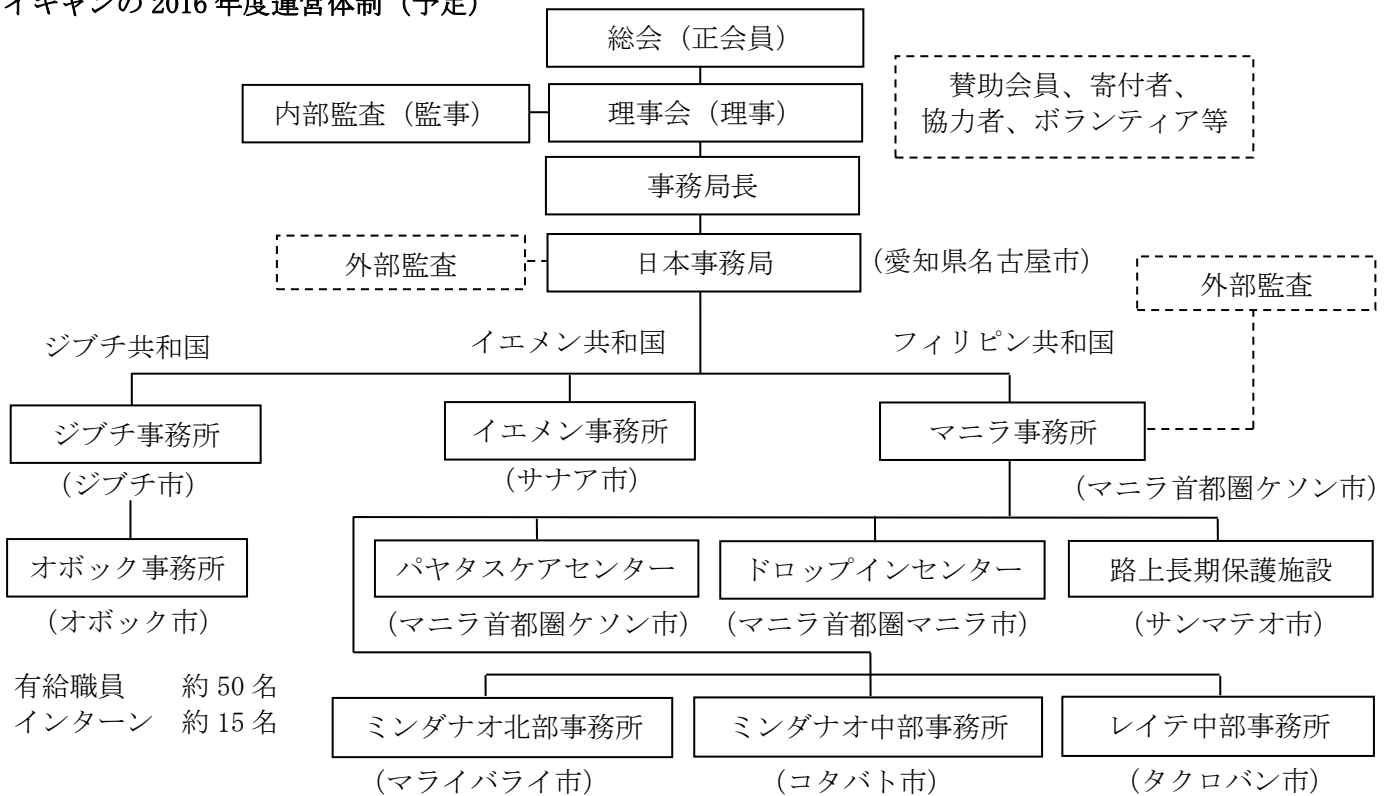 イキャンの 2016 年度運営体制（予定）
総会（正会員）
賛助会員、寄付者、
協力者、ボランティア等
内部監査（監事）
理事会（理事）
事務局長
外部監査
日本事務局
（愛知県名古屋市）
外部監査
ジブチ共和国
イエメン共和国
フィリピン共和国
ジブチ事務所
イエメン事務所
マニラ事務所
（ジブチ市）
（サナア市）
（マニラ首都圏ケソン市）
オボック事務所
パヤタスケアセンター
ドロップインセンター
路上長期保護施設
（オボック市）
（マニラ首都圏ケソン市）
（マニラ首都圏マニラ市）
（サンマテオ市）
有給職員　約 50 名
インターン　約 15 名
ミンダナオ北部事務所
ミンダナオ中部事務所
レイテ中部事務所
（マライバライ市）
（コタバト市）
（タクロバン市）